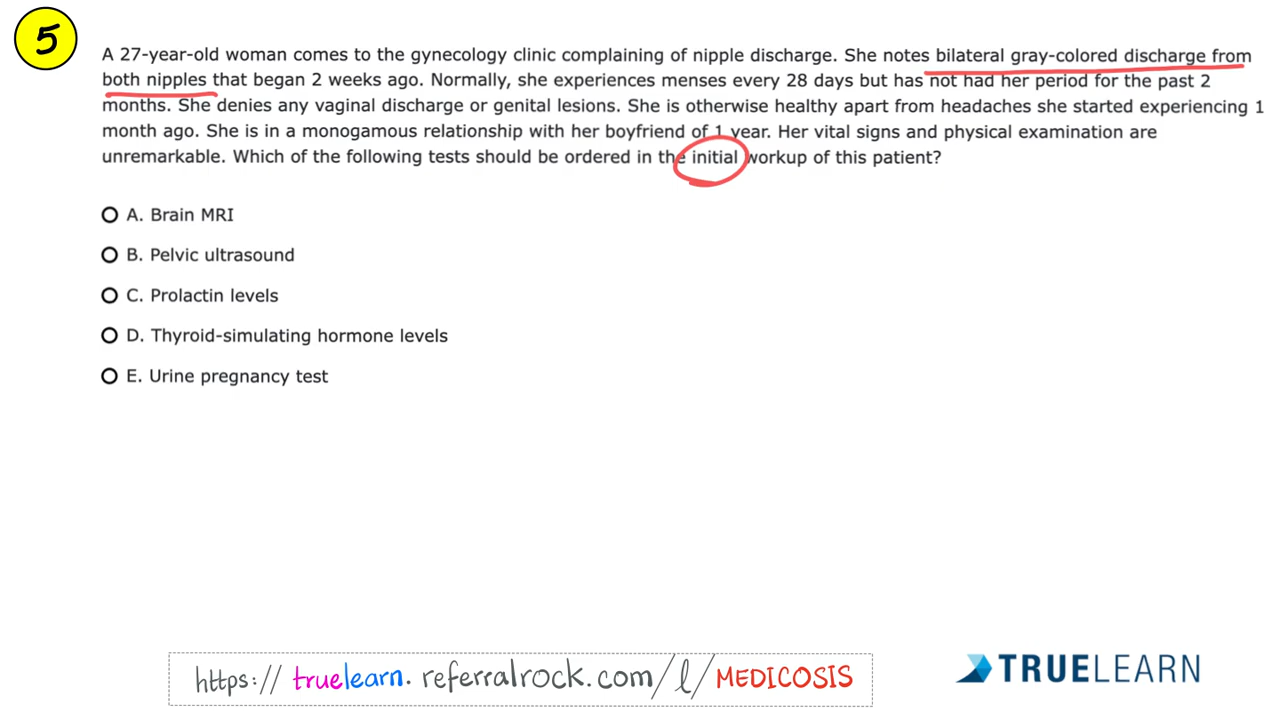 5
A 27-year-old woman comes to the gynecology clinic complaining of nipple discharge. She notes bilateral gray-colored discharge from
both nipples that began 2 weeks ago. Normally, she experiences menses every 28 days but has not had her period for the past 2
months. She denies any vaginal discharge or genital lesions. She is otherwise healthy apart from headaches she started experiencing 1
month ago. She is in a monogamous relationship with her boyfriend of 1 year. Her vital signs and physical examination are
unremarkable. Which of the following tests should be ordered in the initial workup of this patient?
A. Brain MRI
B. Pelvic ultrasound
C. Prolactin levels
D. Thyroid-simulating hormone levels
E. Urine pregnancy test
https://truelearn.referralrock.com/l/MEDICOSIS
TRUELEARN